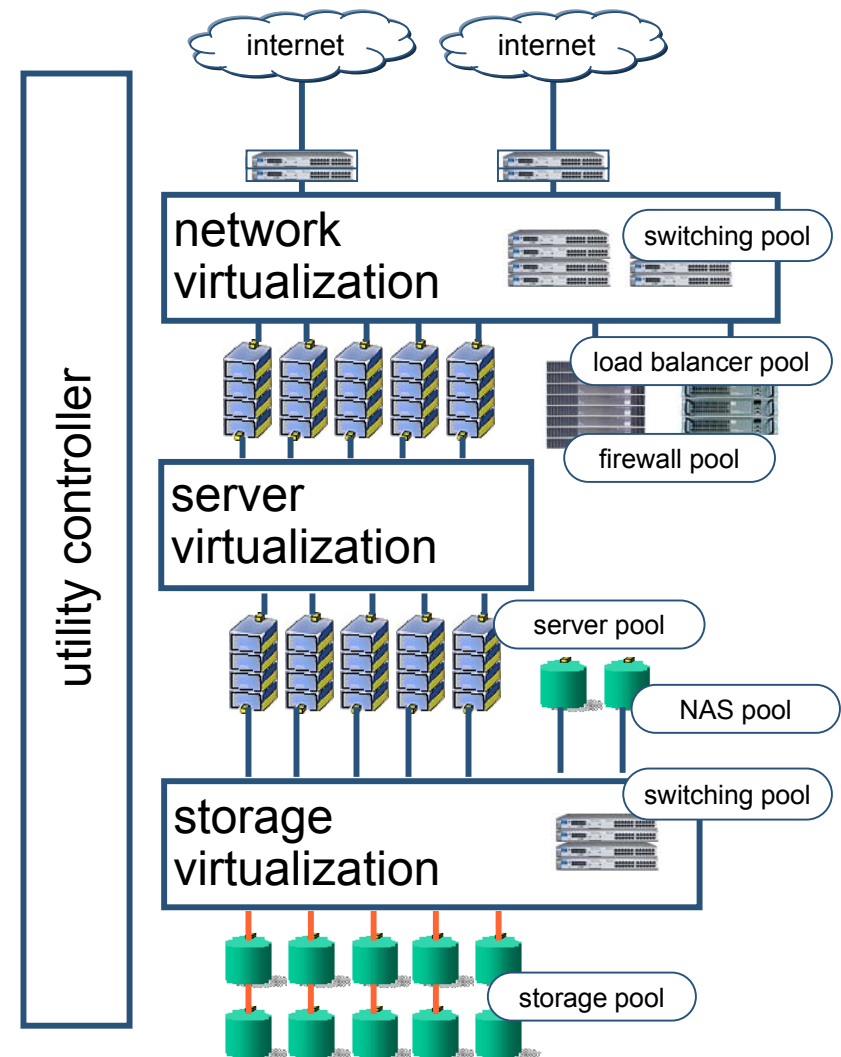 internet
internet
utility controller
network
virtualization
switching pool
load balancer pool
firewall pool
server
virtualization
server pool
NAS pool
switching pool
storage
virtualization
storage pool